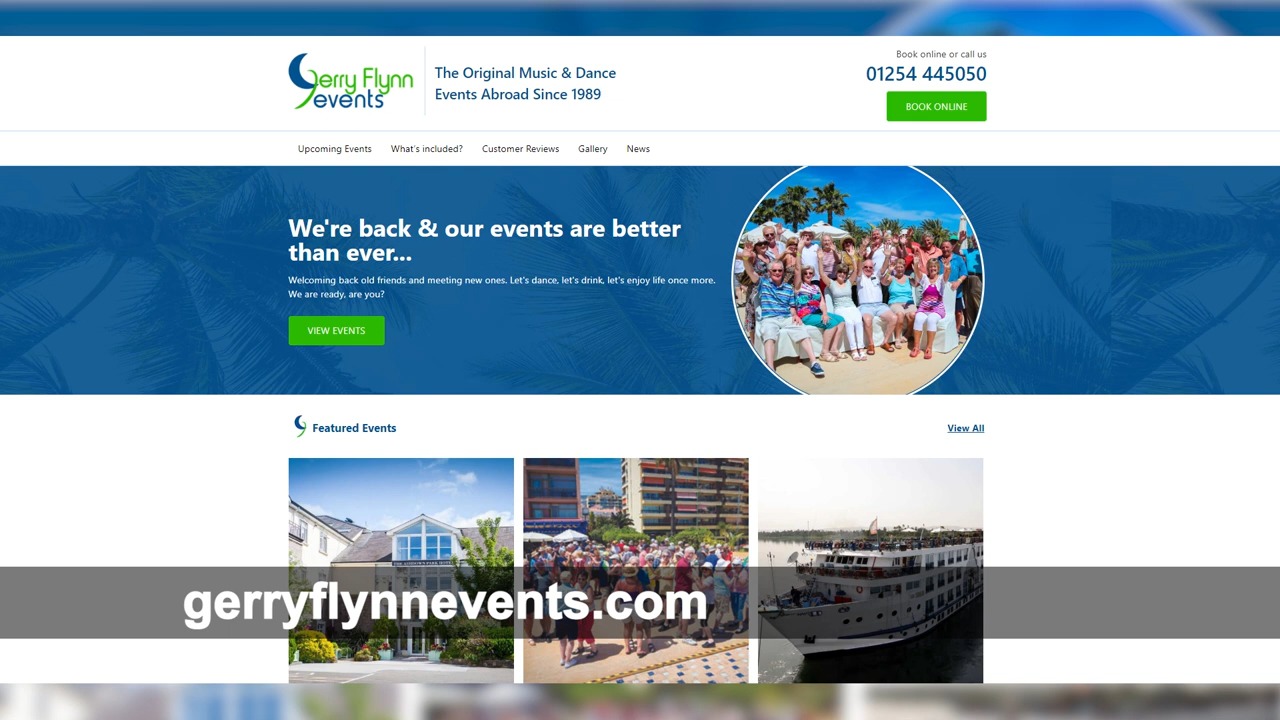 Gerry Flynn
events
The Original Music & Dance
Events Abroad Since 1989
Book online or call us
01254 445050
BOOK ONLINE
Upcoming Events
What's included?
Customer Reviews
Gallery
News
We're back & our events are better
than ever...
Welcoming back old friends and meeting new ones. Let's dance, let's drink, let's enjoy life once more.
We are ready, are you?
VIEW EVENTS
Featured Events
View All
gerryflynnevents.com